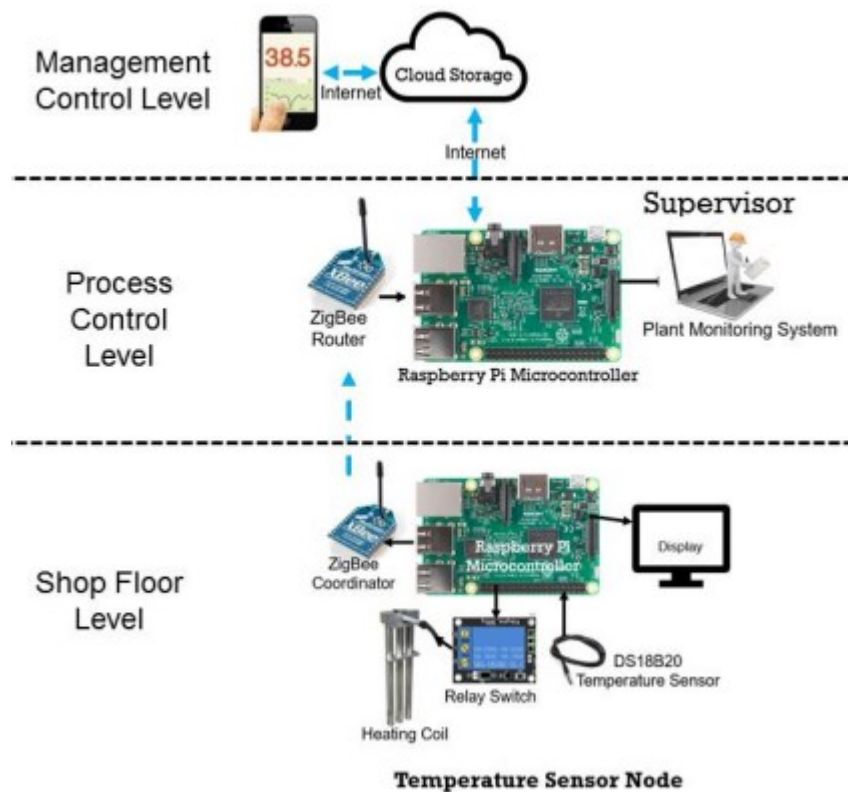 Management
Control Level
38.5
Internet
Cloud Storage
Internet
Process
Control
Level
XBee
ZigBee
Router
Raspberry Pi Microcontroller
Supervisor
Plant Monitoring System
Shop Floor
Level
XBee
ZigBee
Coordinator
Raspberry Pi
Microcontroller
Display
Heating Coil
Relay Switch
DS18B20
Temperature Sensor
Temperature Sensor Node